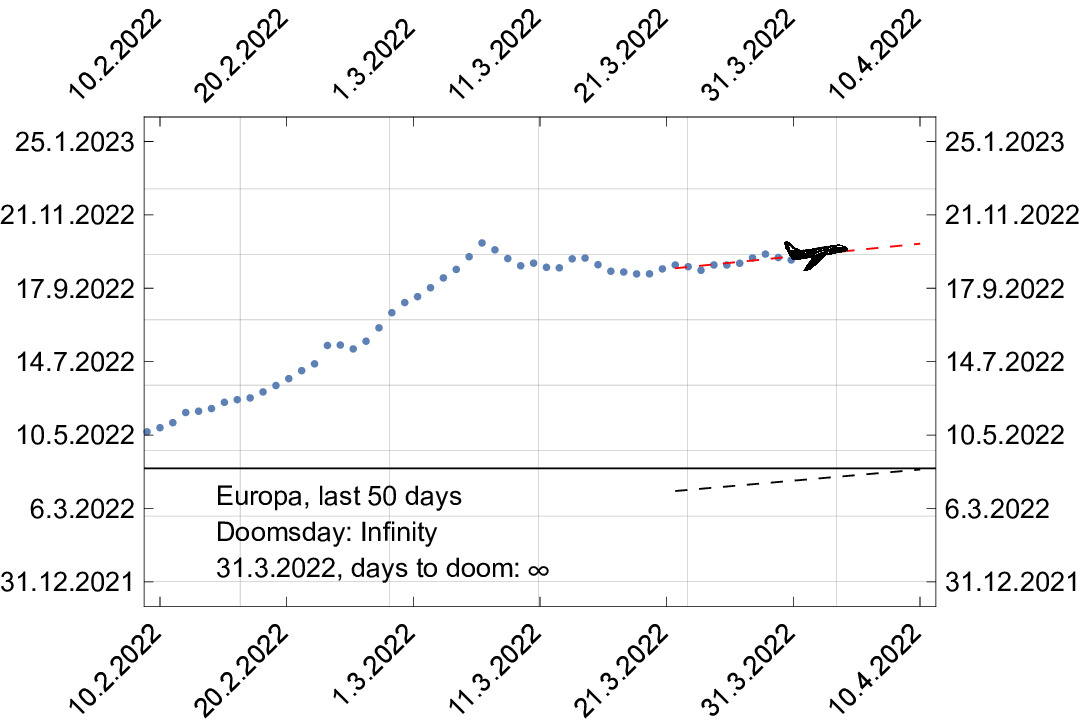 10.2.2022 20.2.2022 1.3.2022 11.3.2022 21.3.2022 31.3.2022 10.4.2022
25.1.2023 25.1.2023
21.11.2022 21.11.2022
17.9.2022 17.9.2022
14.7.2022 14.7.2022
10.5.2022 10.5.2022
Europa, last 50 days
6.3.2022 6.3.2022
Doomsday: Infinity
31.3.2022, days to doom: ∞
31.12.2021 31.12.2021
10.2.2022 20.2.2022 1.3.2022 11.3.2022 21.3.2022 31.3.2022 10.4.2022